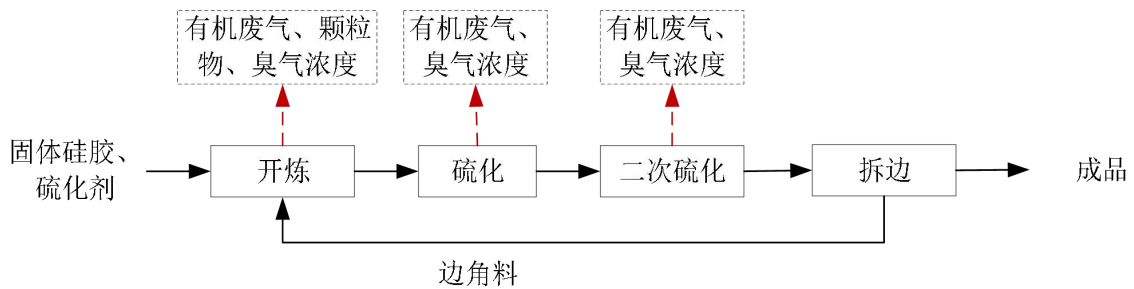 有机废气、颗粒
物、臭气浓度
有机废气、
臭气浓度
有机废气、
臭气浓度
固体硅胶、
硫化剂
开炼
硫化
二次硫化
拆边
成品
边角料